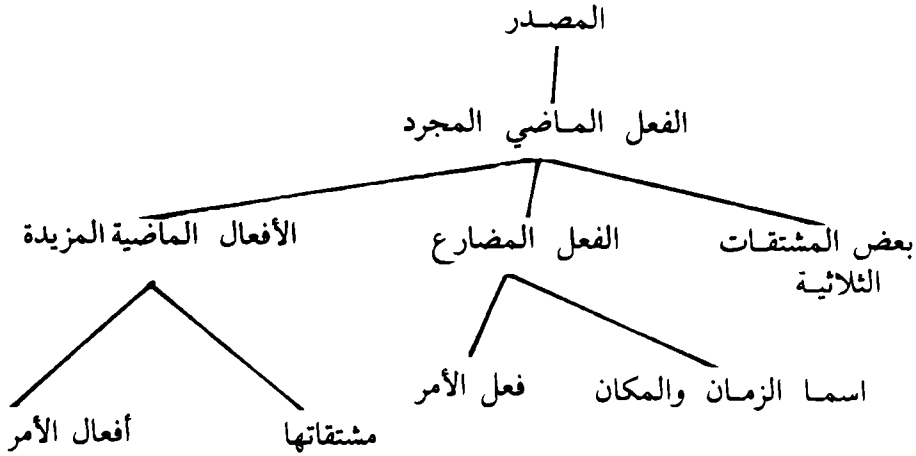 المصدر
الفعل الماضي المجرد
بعض المشتقات الثلاثية
الفعل المضارع
الأفعال الماضية المزيدة
اسما الزمان والمكان
فعل الأمر
مشتقاتها
أفعال الأمر